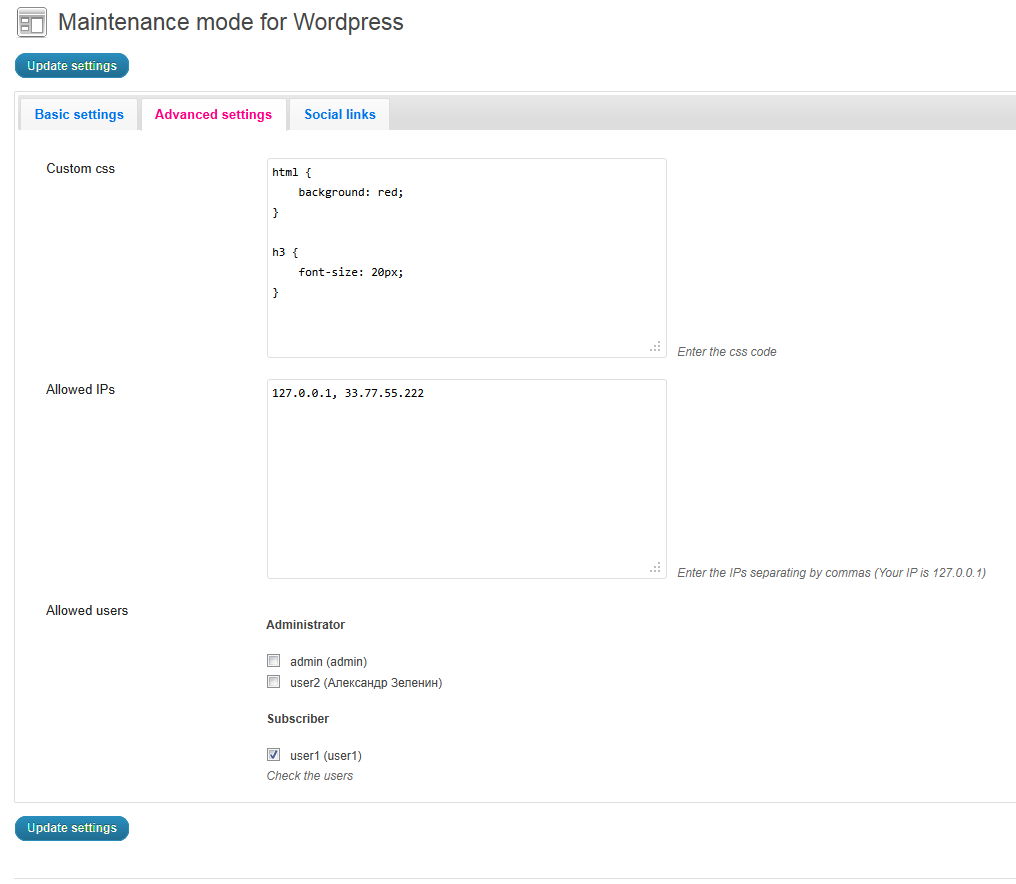 Maintenance mode for Wordpress
Update settings
Basic settings
Advanced settings
Social links
Custom css
html {
    background: red;
}

h3 {
    font-size: 20px;
}
Enter the css code
Allowed IPs
127.0.0.1, 33.77.55.222
Enter the IPs separating by commas (Your IP is 127.0.0.1)
Allowed users
Administrator
admin (admin)
user2 (Александр Зеленин)
Subscriber
user1 (user1)
Check the users
Update settings